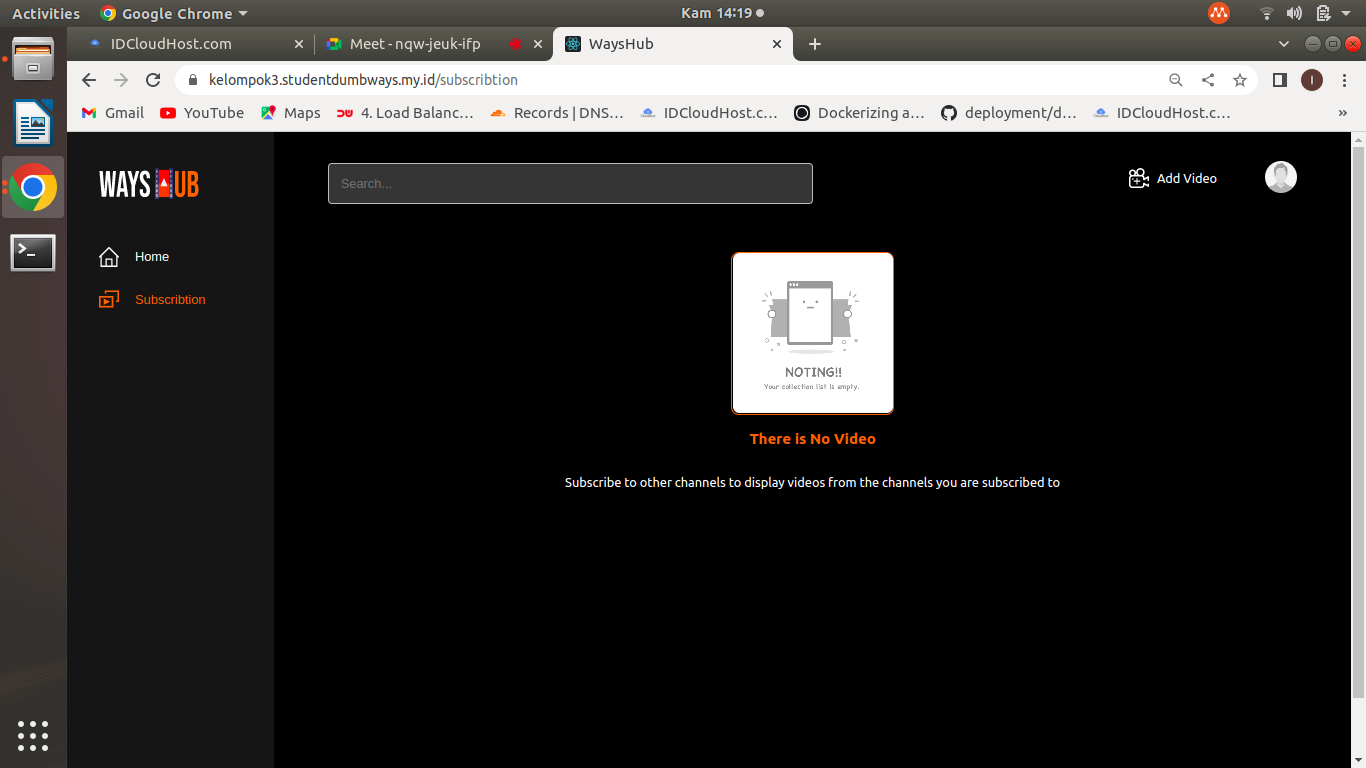 Activities Google Chrome Kam 14:19
IDCloudHost.com Meet - nqw-jeuk-ifp WaysHub
kelompok3.studentdumbways.my.id/subscribtion I
Gmail YouTube Maps 4. Load Balanc… Records | DNS… IDCloudHost.c… Dockerizing a… deployment/d… IDCloudHost.c… »
WAYS HUB
Search...
Add Video
Home
Subscribtion
NOTING!!
Your collection list is empty.
There is No Video
Subscribe to other channels to display videos from the channels you are subscribed to